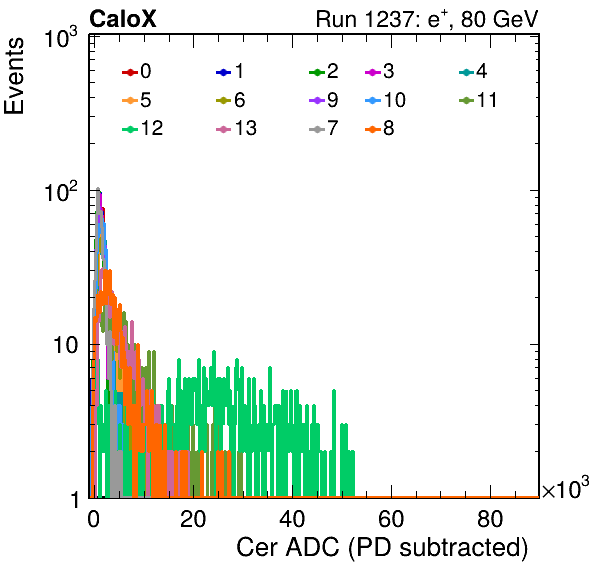 CaloX Run 1237: e⁺, 80 GeV
Events
10³
0 1 2 3 4
5 6 9 10 11
12 13 7 8
10²
10
1
0 20 40 60 80 ×10³
Cer ADC (PD subtracted)